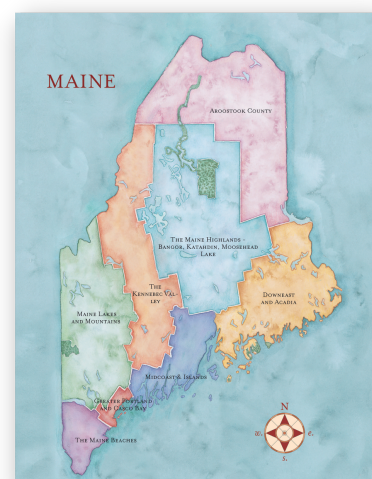 MAINE
AROOSTOOK COUNTY
THE MAINE HIGHLANDS -
BANGOR, KATAHDIN, MOOSEHEAD
LAKE
THE
KENNEBEC VAL-
LEY
DOWNEAST
AND ACADIA
MAINE LAKES
AND MOUNTAINS
MIDCOAST & ISLANDS
GREATER PORTLAND
AND CASCO BAY
THE MAINE BEACHES
N
w.
e.
s.